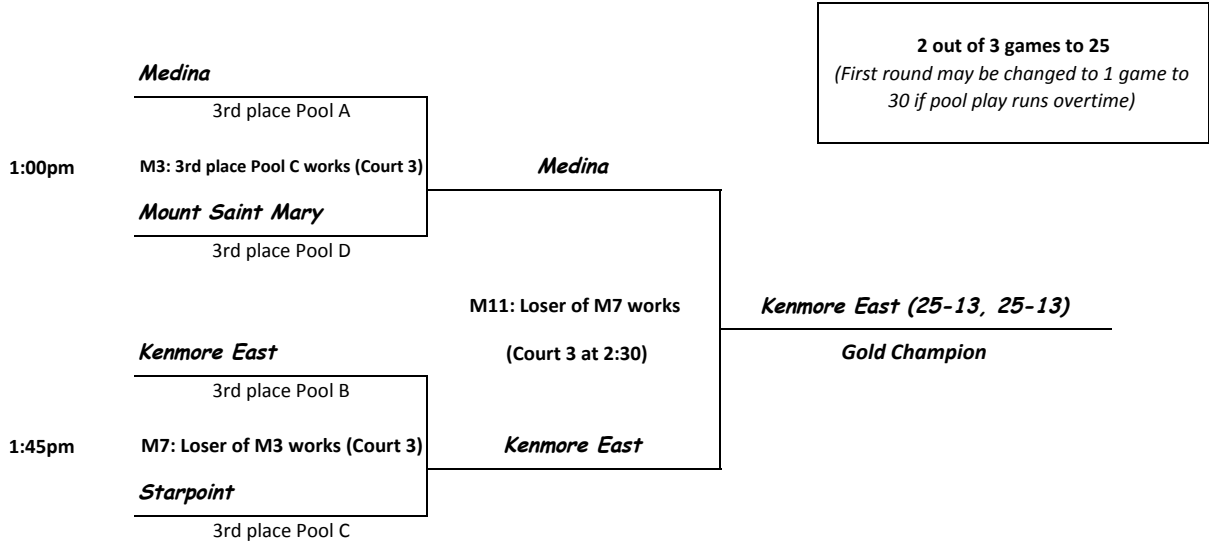 2 out of 3 games to 25
(First round may be changed to 1 game to
30 if pool play runs overtime)
Medina
3rd place Pool A
1:00pm
M3: 3rd place Pool C works (Court 3)
Medina
Mount Saint Mary
3rd place Pool D
M11: Loser of M7 works
(Court 3 at 2:30)
Kenmore East (25-13, 25-13)
Gold Champion
Kenmore East
3rd place Pool B
1:45pm
M7: Loser of M3 works (Court 3)
Kenmore East
Starpoint
3rd place Pool C